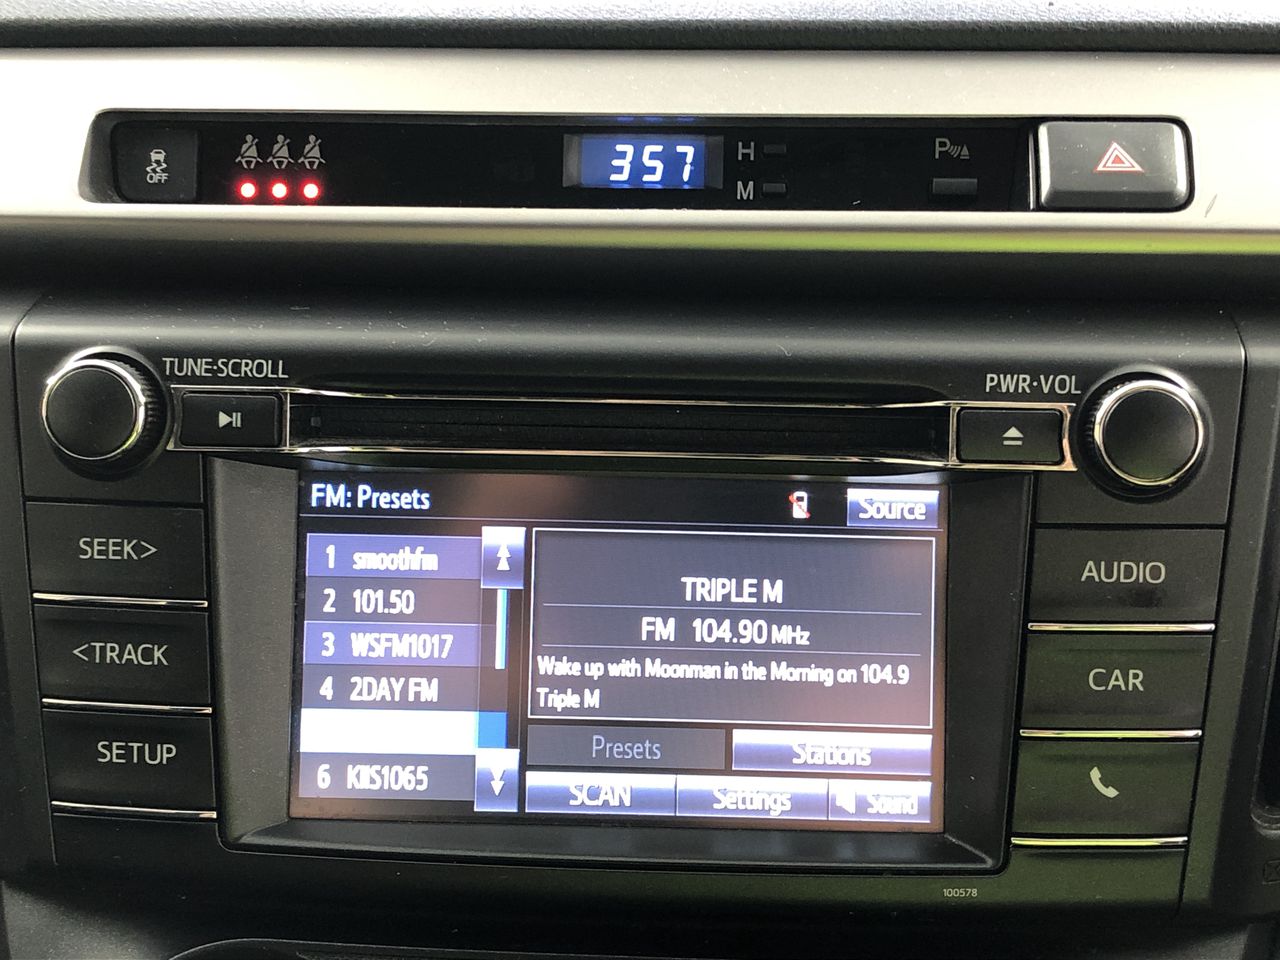 OFF
357
H
M
P
TUNE·SCROLL
PWR·VOL
SEEK>
<TRACK
SETUP
FM: Presets
Source
1 smoothfm
2 101.50
3 WSFM1017
4 2DAY FM
6 KIIS1065
TRIPLE M
FM 104.90 MHz
Wake up with Moonman in the Morning on 104.9
Triple M
Presets
Stations
SCAN
Settings
Sound
AUDIO
CAR
100578